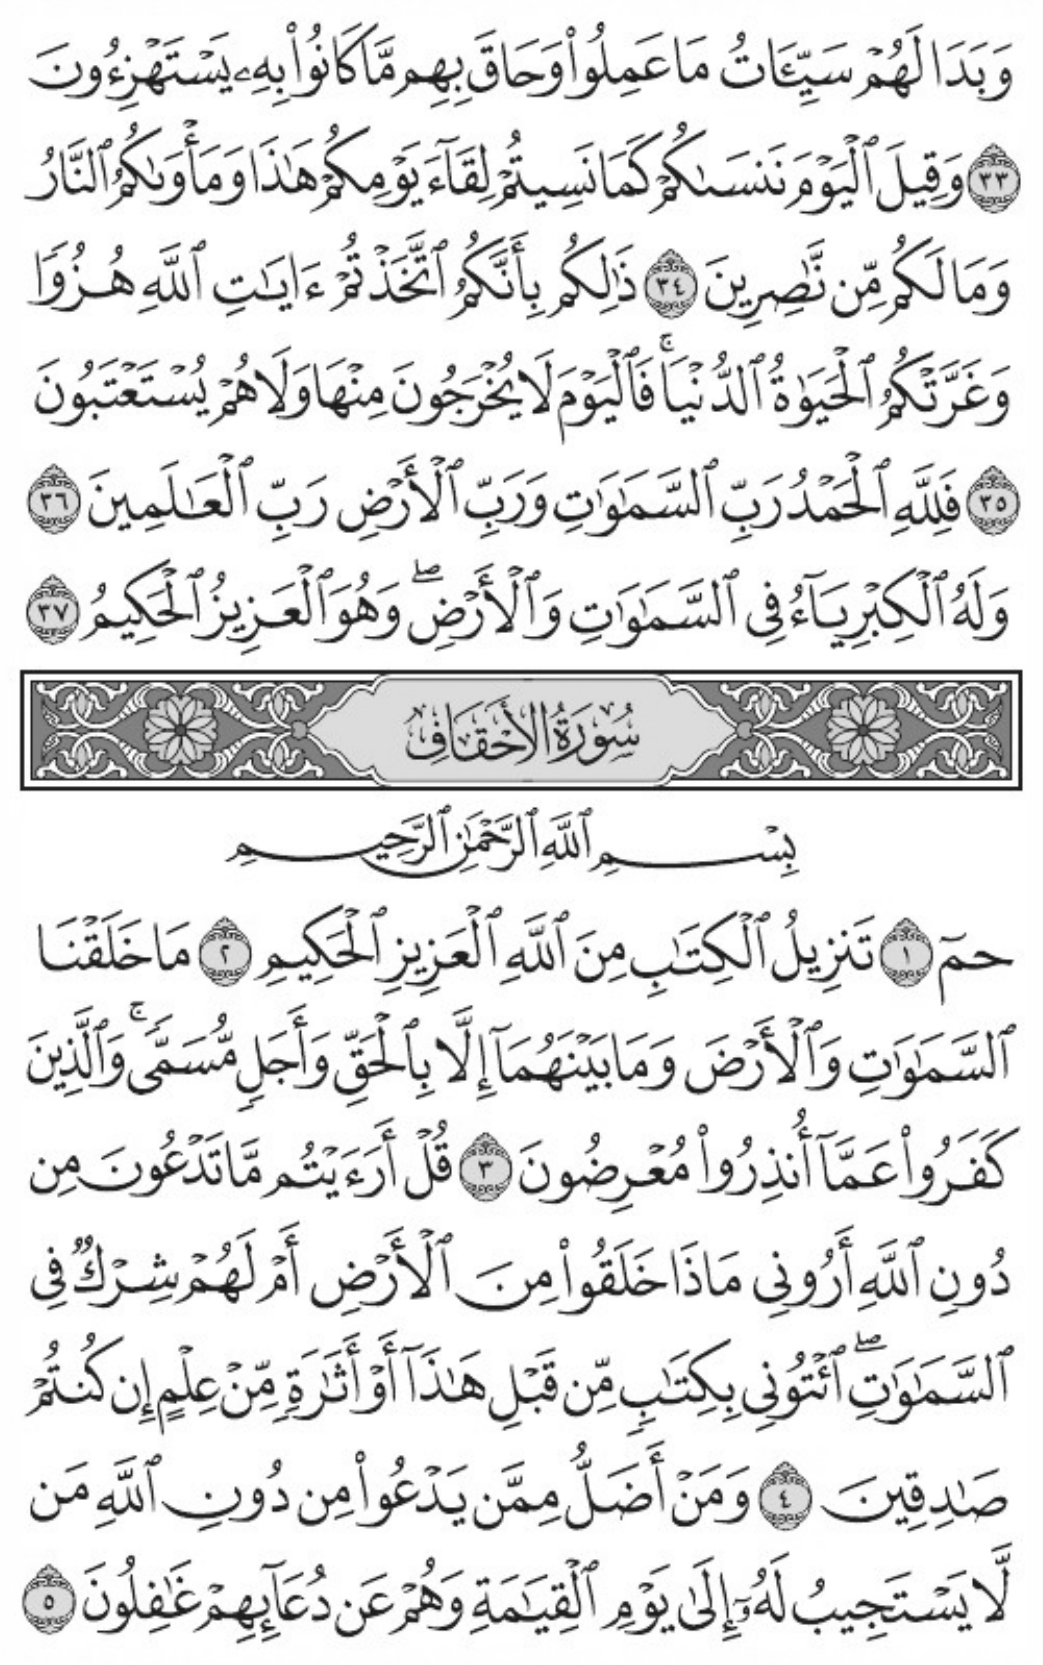 وَبَدَا لَهُمْ سَيِّـَٔاتُ مَا عَمِلُوا۟ وَحَاقَ بِهِم مَّا كَانُوا۟ بِهِۦ يَسْتَهْزِءُونَ
٣٣ وَقِيلَ ٱلْيَوْمَ نَنسَىٰكُمْ كَمَا نَسِيتُمْ لِقَآءَ يَوْمِكُمْ هَـٰذَا وَمَأْوَىٰكُمُ ٱلنَّارُ
وَمَا لَكُم مِّن نَّـٰصِرِينَ ٣٤ ذَٰلِكُم بِأَنَّكُمُ ٱتَّخَذْتُمْ ءَايَـٰتِ ٱللَّهِ هُزُوًا
وَغَرَّتْكُمُ ٱلْحَيَوٰةُ ٱلدُّنْيَا ۚ فَٱلْيَوْمَ لَا يُخْرَجُونَ مِنْهَا وَلَا هُمْ يُسْتَعْتَبُونَ
٣٥ فَلِلَّهِ ٱلْحَمْدُ رَبِّ ٱلسَّمَـٰوَٰتِ وَرَبِّ ٱلْأَرْضِ رَبِّ ٱلْعَـٰلَمِينَ ٣٦
وَلَهُ ٱلْكِبْرِيَآءُ فِى ٱلسَّمَـٰوَٰتِ وَٱلْأَرْضِ ۖ وَهُوَ ٱلْعَزِيزُ ٱلْحَكِيمُ ٣٧
سُورَةُ الأَحْقَافِ
بِسْمِ ٱللَّهِ ٱلرَّحْمَـٰنِ ٱلرَّحِيمِ
حمٓ ١ تَنزِيلُ ٱلْكِتَـٰبِ مِنَ ٱللَّهِ ٱلْعَزِيزِ ٱلْحَكِيمِ ٢ مَا خَلَقْنَا
ٱلسَّمَـٰوَٰتِ وَٱلْأَرْضَ وَمَا بَيْنَهُمَآ إِلَّا بِٱلْحَقِّ وَأَجَلٍ مُّسَمًّى ۚ وَٱلَّذِينَ
كَفَرُوا۟ عَمَّآ أُنذِرُوا۟ مُعْرِضُونَ ٣ قُلْ أَرَءَيْتُم مَّا تَدْعُونَ مِن
دُونِ ٱللَّهِ أَرُونِى مَاذَا خَلَقُوا۟ مِنَ ٱلْأَرْضِ أَمْ لَهُمْ شِرْكٌ فِى
ٱلسَّمَـٰوَٰتِ ۖ ٱئْتُونِى بِكِتَـٰبٍ مِّن قَبْلِ هَـٰذَآ أَوْ أَثَـٰرَةٍ مِّنْ عِلْمٍ إِن كُنتُمْ
صَـٰدِقِينَ ٤ وَمَنْ أَضَلُّ مِمَّن يَدْعُوا۟ مِن دُونِ ٱللَّهِ مَن
لَّا يَسْتَجِيبُ لَهُۥٓ إِلَىٰ يَوْمِ ٱلْقِيَـٰمَةِ وَهُمْ عَن دُعَآئِهِمْ غَـٰفِلُونَ ٥